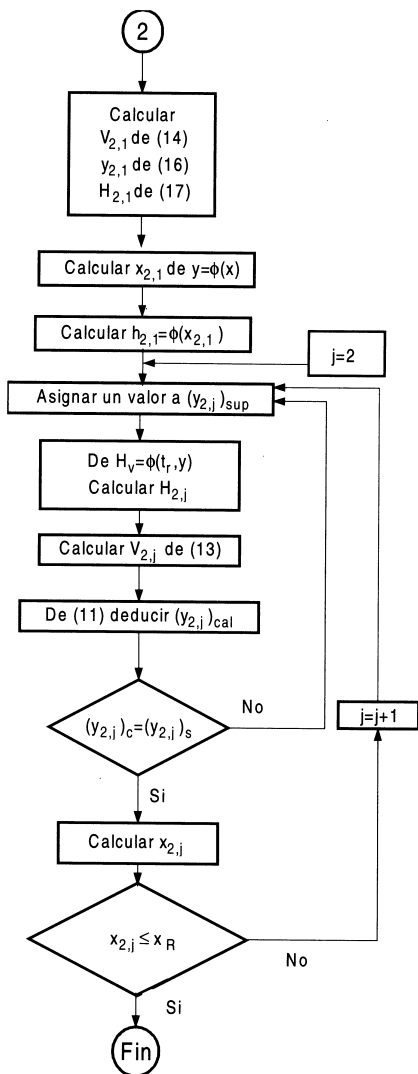 2
Calcular
V2,1 de (14)
y2,1 de (16)
H2,1 de (17)
Calcular x2,1 de y=ϕ(x)
Calcular h2,1=ϕ(x2,1 )
j=2
Asignar un valor a (y2,j )sup
De Hv=ϕ(tr,y)
Calcular H2,j
Calcular V2,j de (13)
De (11) deducir (y2,j )cal
(y2,j )c=(y2,j )s
No
j=j+1
Si
Calcular x2,j
x2,j ≤ xR
No
Si
Fin